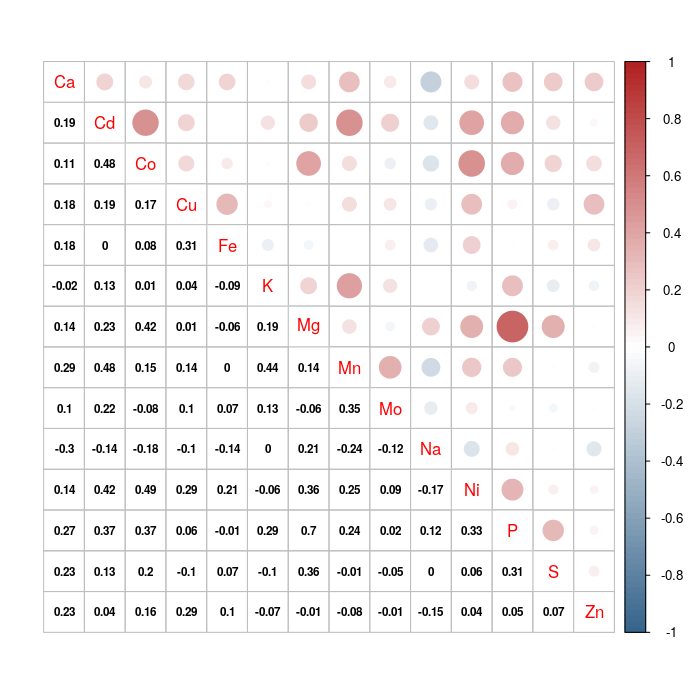 Ca
0.19 Cd
0.11 0.48 Co
0.18 0.19 0.17 Cu
0.18 0 0.08 0.31 Fe
-0.02 0.13 0.01 0.04 -0.09 K
0.14 0.23 0.42 0.01 -0.06 0.19 Mg
0.29 0.48 0.15 0.14 0 0.44 0.14 Mn
0.1 0.22 -0.08 0.1 0.07 0.13 -0.06 0.35 Mo
-0.3 -0.14 -0.18 -0.1 -0.14 0 0.21 -0.24 -0.12 Na
0.14 0.42 0.49 0.29 0.21 -0.06 0.36 0.25 0.09 -0.17 Ni
0.27 0.37 0.37 0.06 -0.01 0.29 0.7 0.24 0.02 0.12 0.33 P
0.23 0.13 0.2 -0.1 0.07 -0.1 0.36 -0.01 -0.05 0 0.06 0.31 S
0.23 0.04 0.16 0.29 0.1 -0.07 -0.01 -0.08 -0.01 -0.15 0.04 0.05 0.07 Zn
1
0.8
0.6
0.4
0.2
0
-0.2
-0.4
-0.6
-0.8
-1